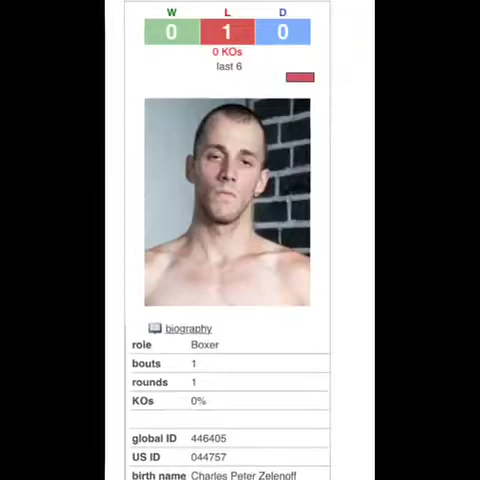 W L D
0 1 0
0 KOs
last 6
biography
role Boxer
bouts 1
rounds 1
KOs 0%
global ID 446405
US ID 044757
birth name Charles Peter Zelenoff